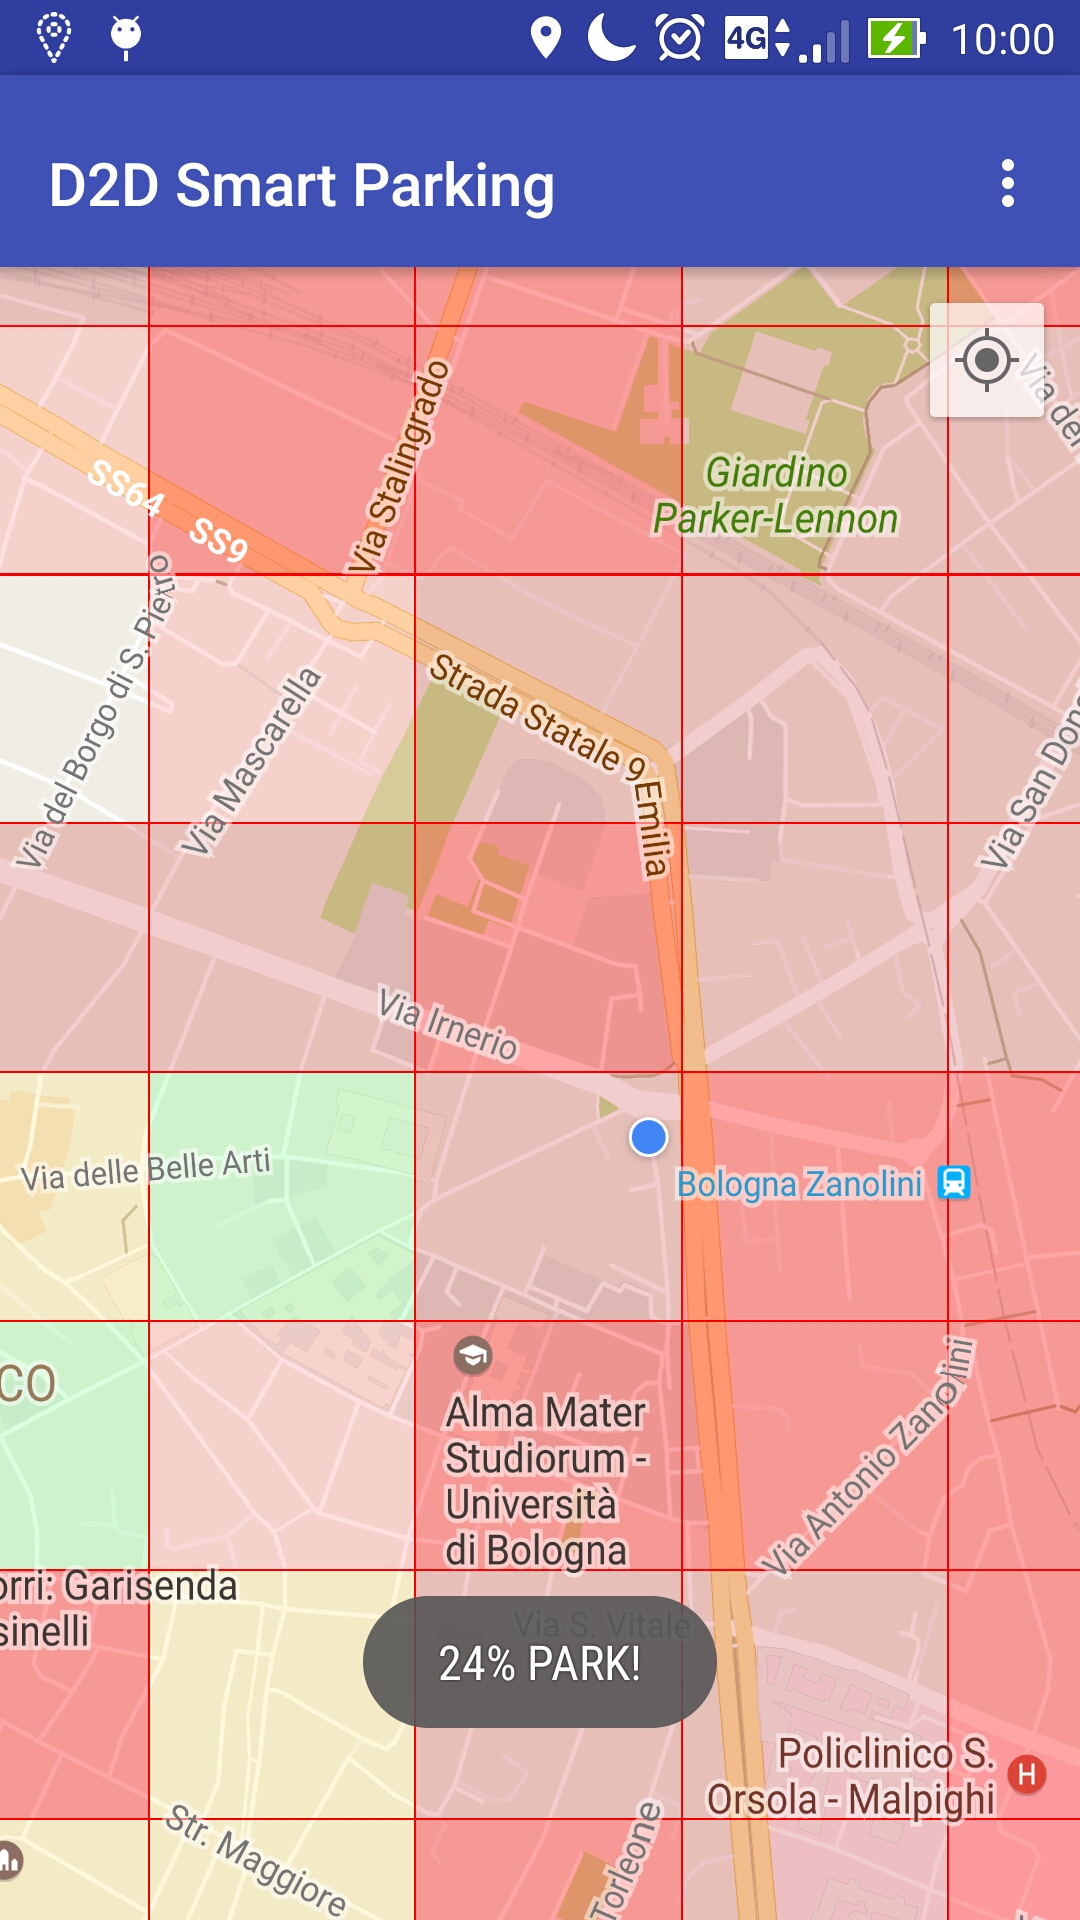 4G 10:00
D2D Smart Parking
Via Stalingrado
Via del
SS64
SS9
Giardino
Parker-Lennon
Via del Borgo di S. Pietro
Via Mascarella
Strada Statale 9
Emilia
Via San Dona
Via Irnerio
Via delle Belle Arti
Bologna Zanolini
CO
Alma Mater
Studiorum -
Università
di Bologna
Via Antonio Zanolini
orri: Garisenda
sinelli
Via S. Vitale
24% PARK!
Policlinico S.
Orsola - Malpighi
H
Str. Maggiore
Torleone